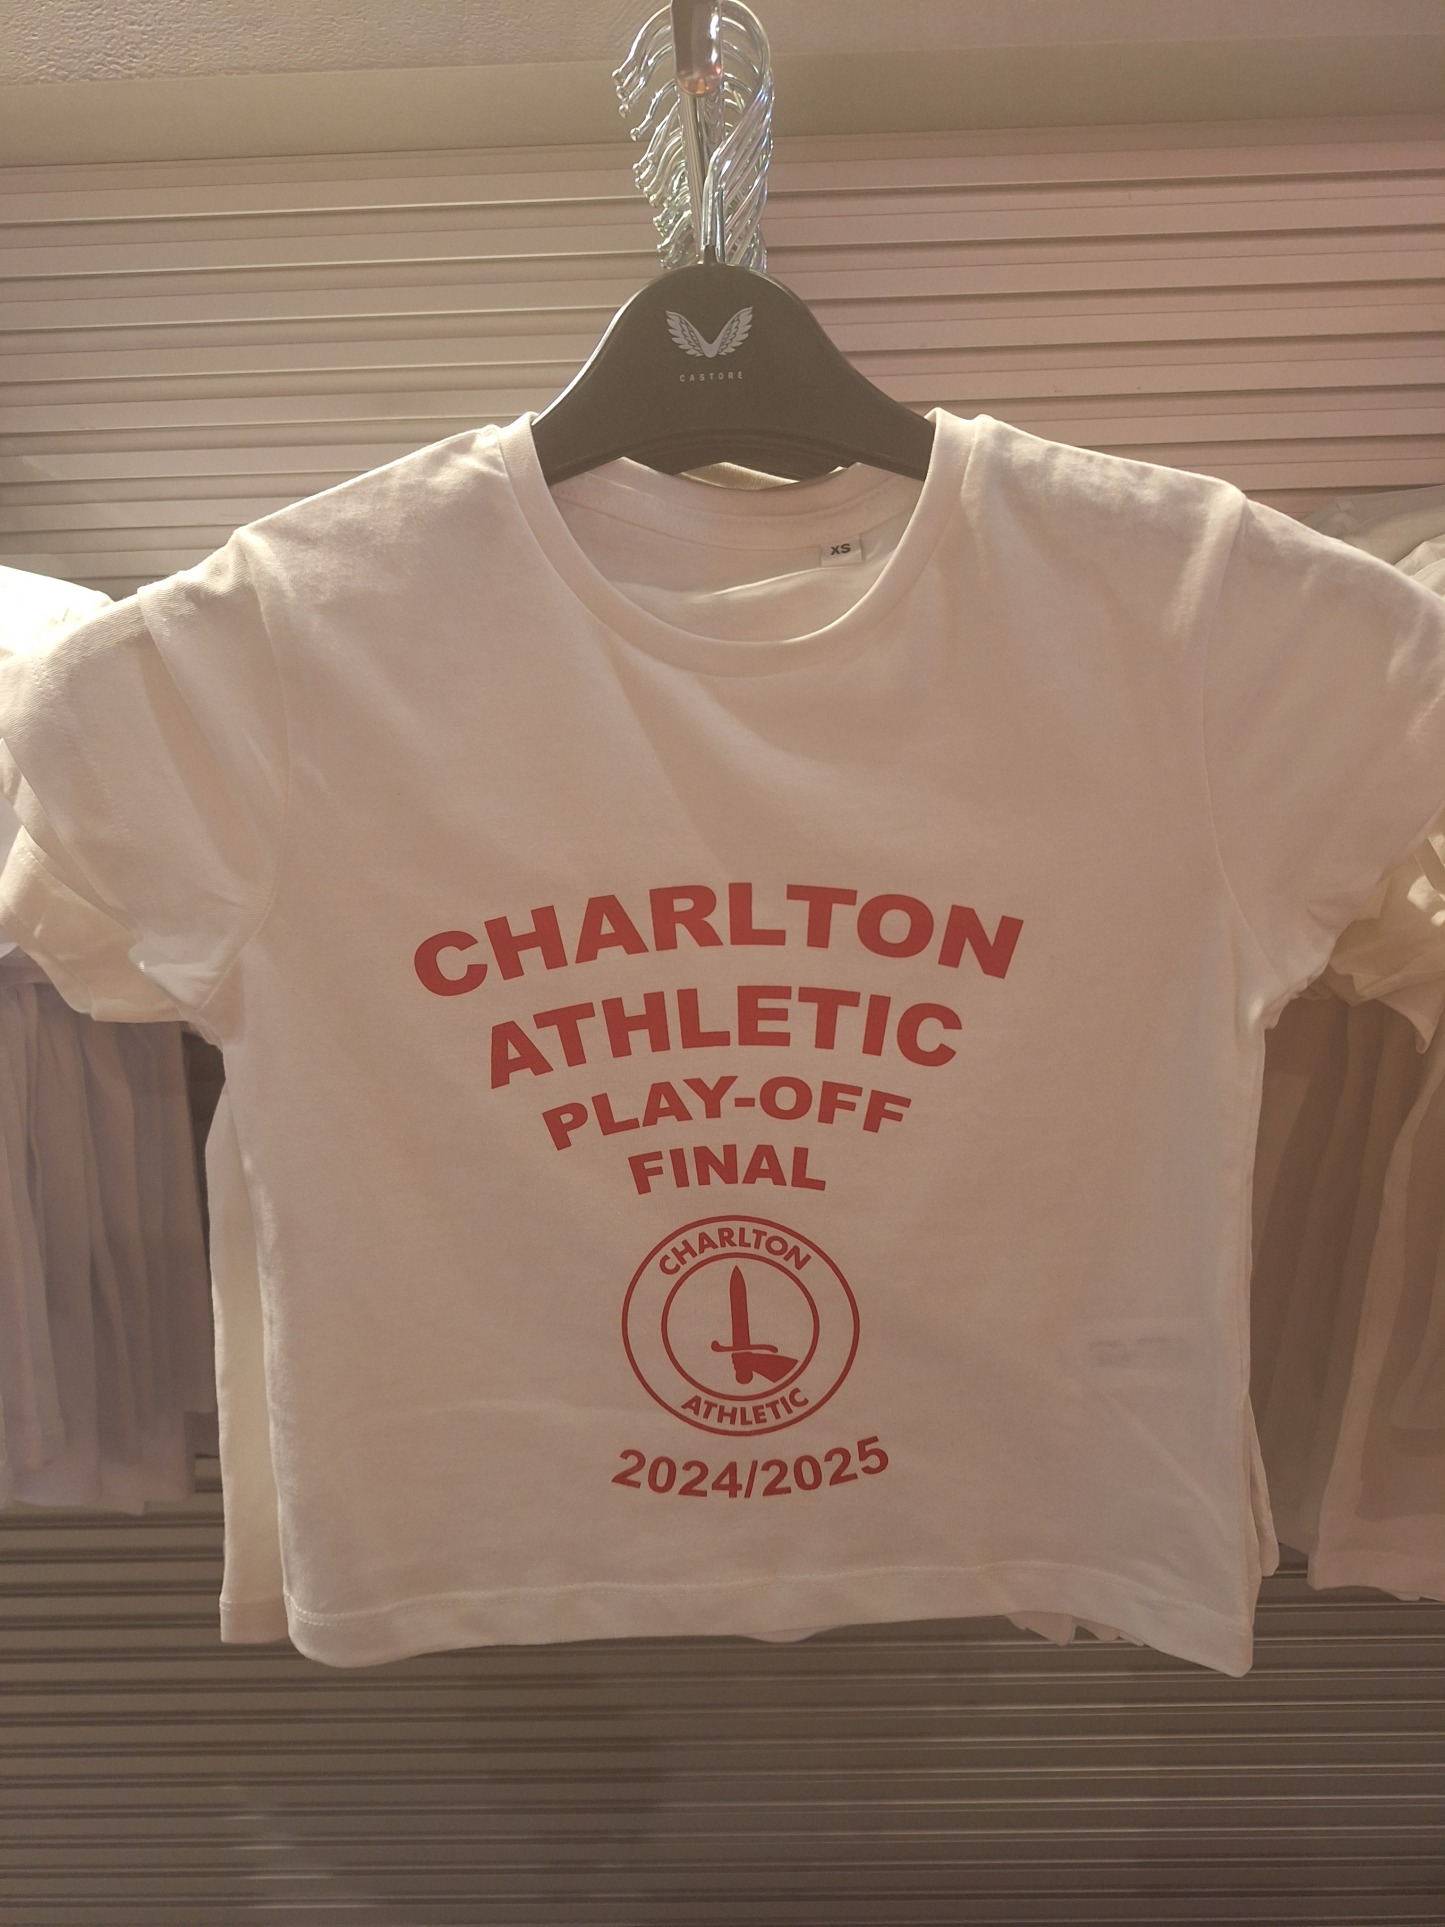 CASTORE
XS
CHARLTON
ATHLETIC
PLAY-OFF
FINAL
CHARLTON
ATHLETIC
2024/2025